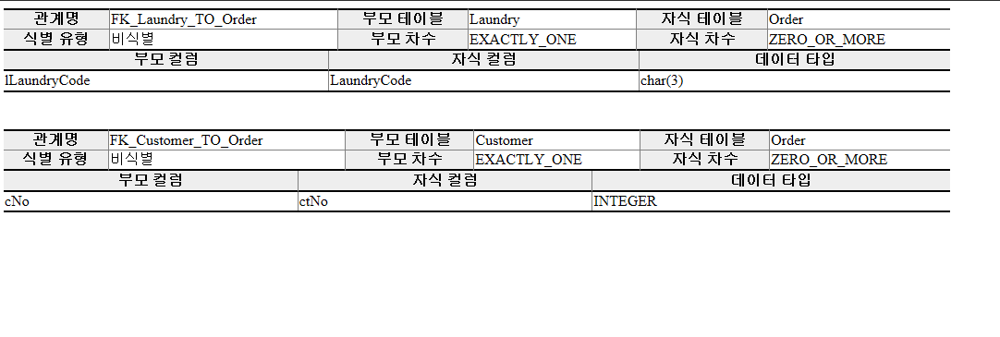 관계명 FK_Laundry_TO_Order 부모 테이블 Laundry 자식 테이블 Order
식별 유형 비식별 부모 차수 EXACTLY_ONE 자식 차수 ZERO_OR_MORE
부모 컬럼 자식 컬럼 데이터 타입
lLaundryCode LaundryCode char(3)
관계명 FK_Customer_TO_Order 부모 테이블 Customer 자식 테이블 Order
식별 유형 비식별 부모 차수 EXACTLY_ONE 자식 차수 ZERO_OR_MORE
부모 컬럼 자식 컬럼 데이터 타입
cNo ctNo INTEGER